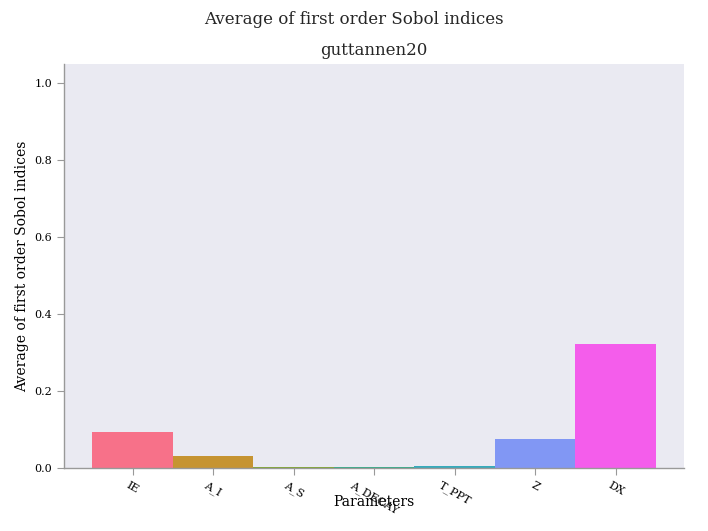 Average of first order Sobol indices
guttannen20
Average of first order Sobol indices
1.0
0.8
0.6
0.4
0.2
0.0
IE
A_I
A_S
A_DECAY
T_PPT
Z
DX
Parameters